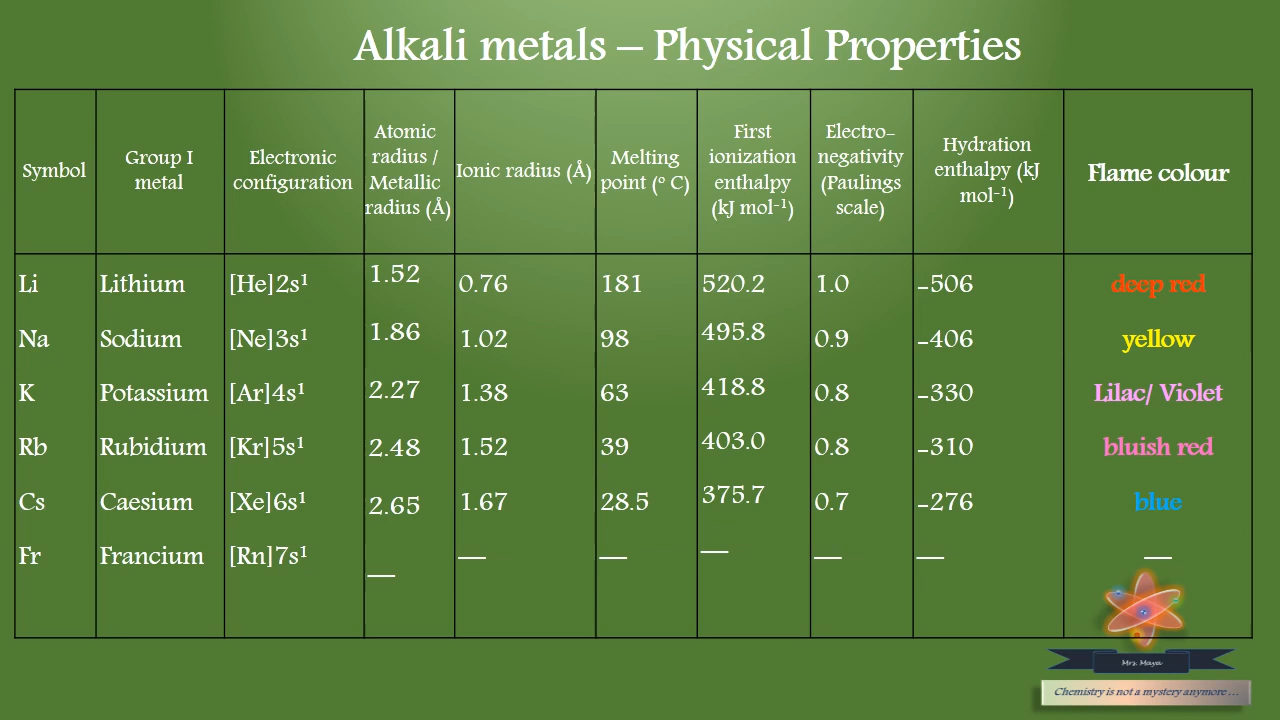 Alkali metals – Physical Properties
Symbol
Group I
metal
Electronic
configuration
Atomic
radius /
Metallic
radius (Å)
Ionic radius (Å)
Melting
point (º C)
First
ionization
enthalpy
(kJ mol⁻¹)
Electro-
negativity
(Paulings
scale)
Hydration
enthalpy (kJ
mol⁻¹)
Flame colour
Li Lithium [He]2s¹ 1.52 0.76 181 520.2 1.0 -506 deep red
Na Sodium [Ne]3s¹ 1.86 1.02 98 495.8 0.9 -406 yellow
K Potassium [Ar]4s¹ 2.27 1.38 63 418.8 0.8 -330 Lilac/ Violet
Rb Rubidium [Kr]5s¹ 2.48 1.52 39 403.0 0.8 -310 bluish red
Cs Caesium [Xe]6s¹ 2.65 1.67 28.5 375.7 0.7 -276 blue
Fr Francium [Rn]7s¹ — — — — — — —
Mrs. Maya
Chemistry is not a mystery anymore ...